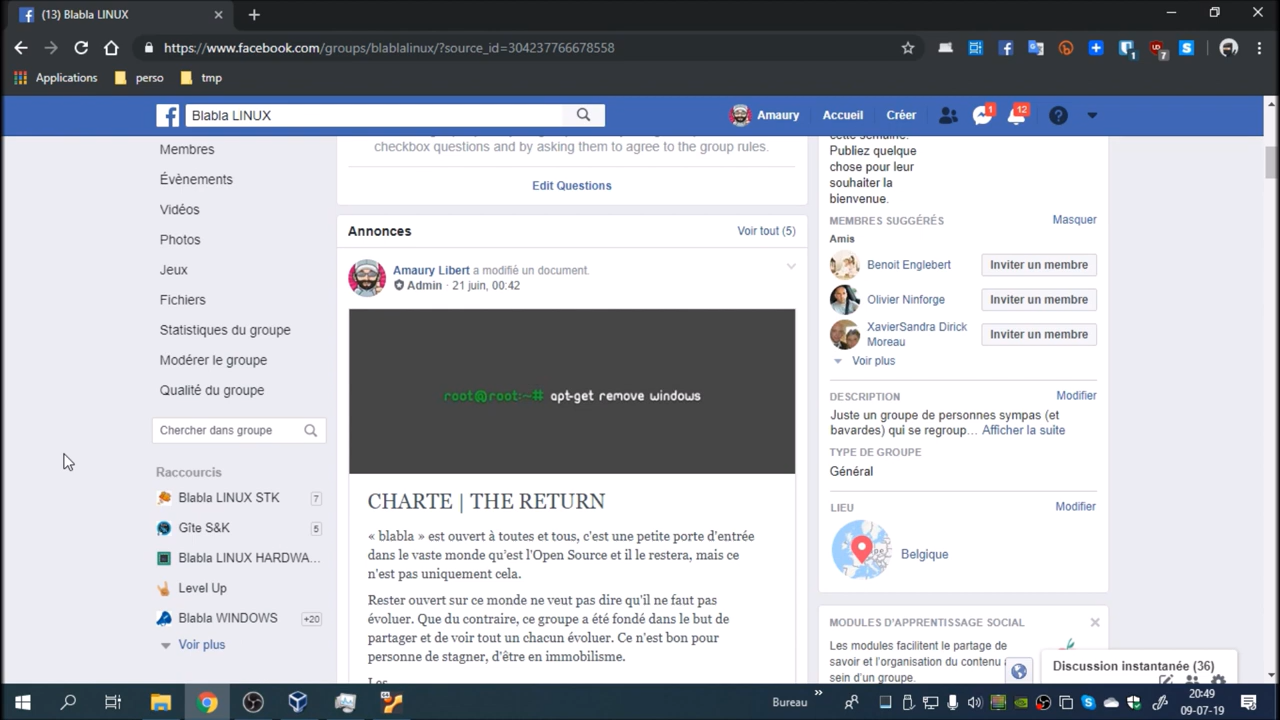 (13) Blabla LINUX
https://www.facebook.com/groups/blablalinux/?source_id=304237766678558
1
7
Applications
perso
tmp
Blabla LINUX
Amaury
Accueil
Créer
1
12
Membres
Évènements
Vidéos
Photos
Jeux
Fichiers
Statistiques du groupe
Modérer le groupe
Qualité du groupe
Chercher dans groupe
Raccourcis
Blabla LINUX STK
7
Gîte S&K
5
Blabla LINUX HARDWA...
Level Up
Blabla WINDOWS
+20
Voir plus
checkbox questions and by asking them to agree to the group rules.
Edit Questions
Annonces
Voir tout (5)
Amaury Libert a modifié un document.
Admin · 21 juin, 00:42
root@root:~# apt-get remove windows
CHARTE | THE RETURN
« blabla » est ouvert à toutes et tous, c'est une petite porte d'entrée
dans le vaste monde qu'est l'Open Source et il le restera, mais ce
n'est pas uniquement cela.
Rester ouvert sur ce monde ne veut pas dire qu'il ne faut pas
évoluer. Que du contraire, ce groupe a été fondé dans le but de
partager et de voir tout un chacun évoluer. Ce n'est bon pour
personne de stagner, d'être en immobilisme.
cette semaine.
Publiez quelque
chose pour leur
souhaiter la
bienvenue.
MEMBRES SUGGÉRÉS
Masquer
Amis
Benoit Englebert
Inviter un membre
Olivier Ninforge
Inviter un membre
XavierSandra Dirick
Moreau
Inviter un membre
Voir plus
DESCRIPTION
Modifier
Juste un groupe de personnes sympas (et
bavardes) qui se regroup... Afficher la suite
TYPE DE GROUPE
Général
LIEU
Modifier
Belgique
MODULES D'APPRENTISSAGE SOCIAL
Les modules facilitent le partage de
savoir et l'organisation du contenu
sein d'un groupe.
Discussion instantanée (36)
Bureau
20:49
09-07-19